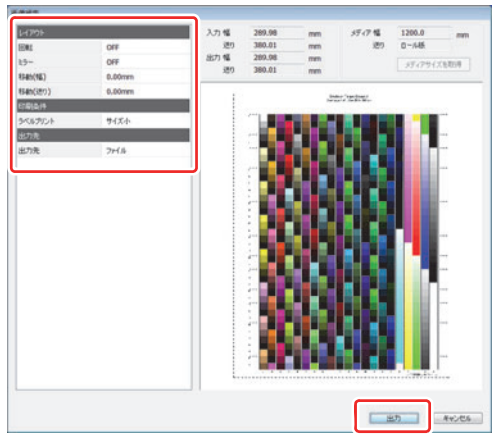 レイアウト
回転 OFF
ミラー OFF
移動(幅) 0.00mm
移動(送り) 0.00mm
印刷条件
ラベルプリント サイズ小
出力先
出力先 ファイル
入力 幅 289.98 mm
送り 380.01 mm
出力 幅 289.98 mm
送り 380.01 mm
メディア 幅 1200.0 mm
送り ロール紙
メディアサイズを取得
出力
キャンセル